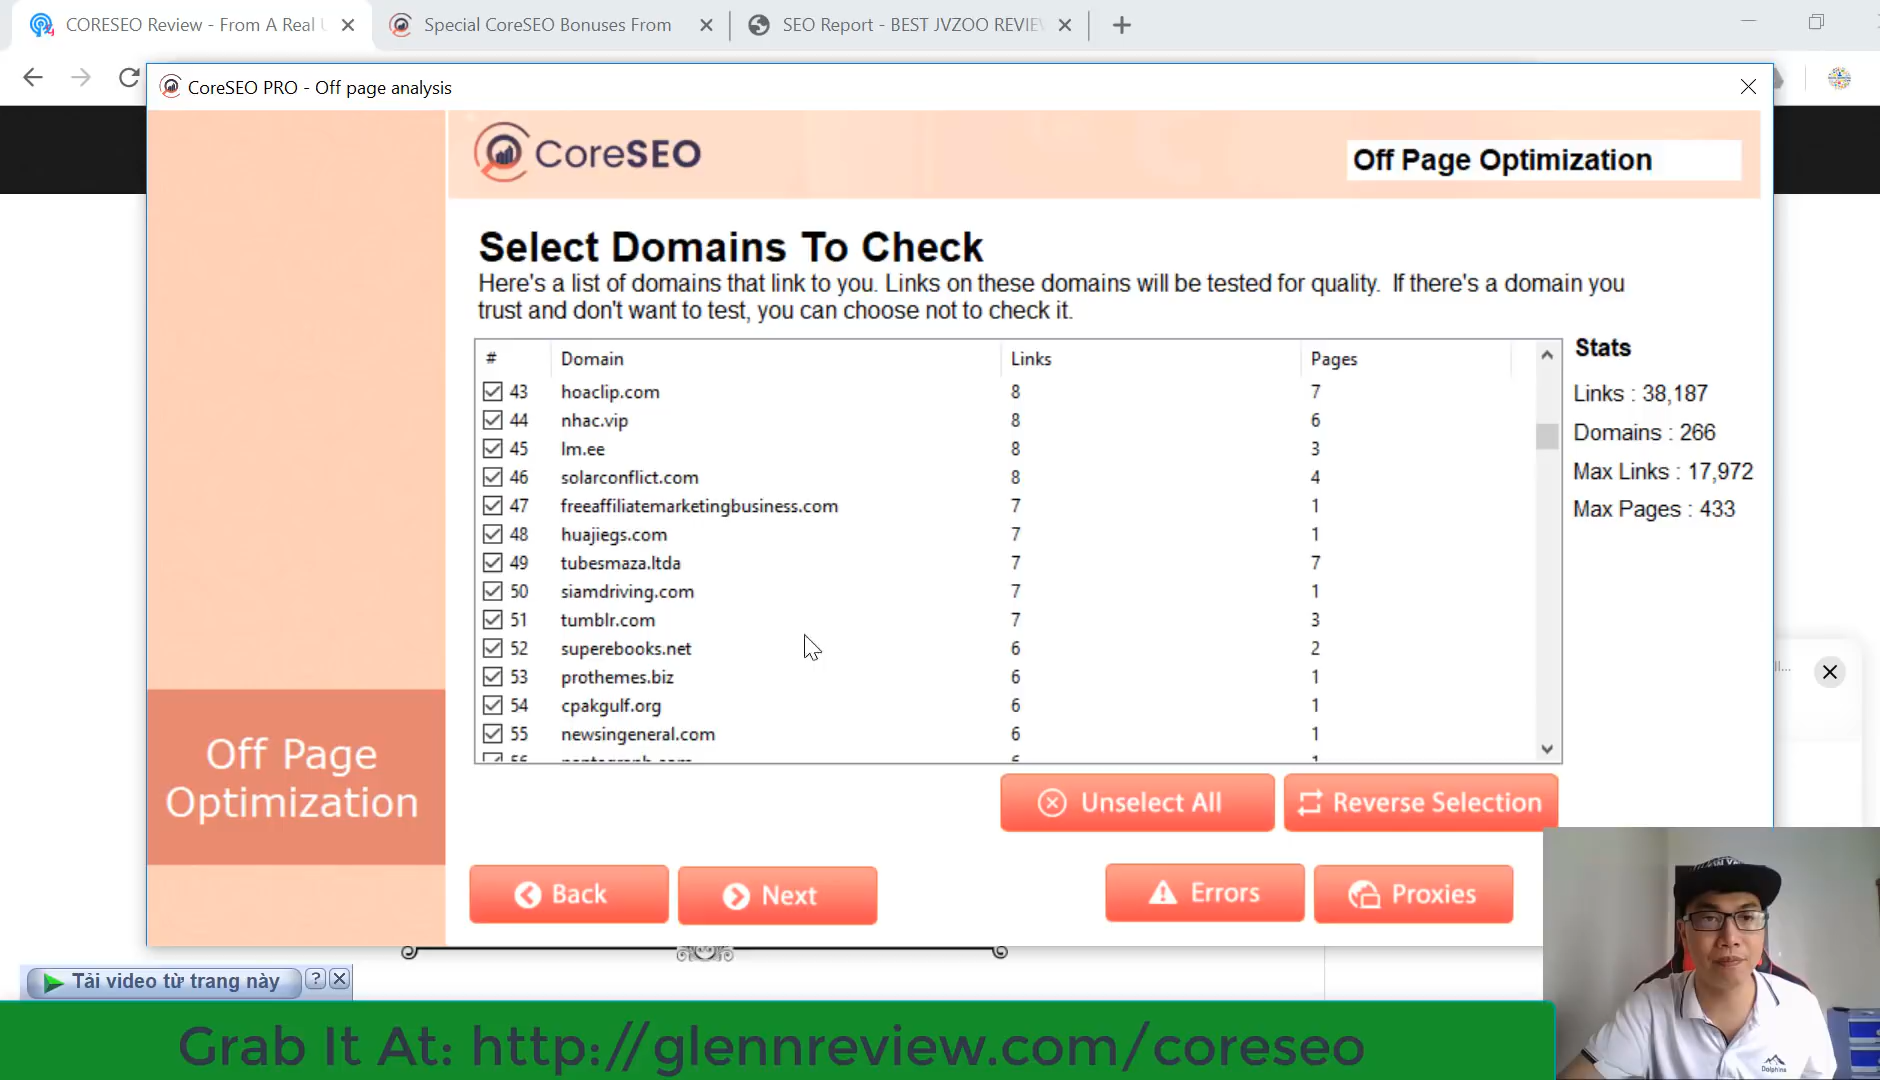 CORESEO Review - From A Real U
Special CoreSEO Bonuses From
SEO Report - BEST JVZOO REVIEW
CoreSEO PRO - Off page analysis
CoreSEO
Off Page Optimization
Select Domains To Check
Here's a list of domains that link to you. Links on these domains will be tested for quality. If there's a domain you
trust and don't want to test, you can choose not to check it.
# Domain Links Pages
43 hoaclip.com 8 7
44 nhac.vip 8 6
45 lm.ee 8 3
46 solarconflict.com 8 4
47 freeaffiliatemarketingbusiness.com 7 1
48 huajiegs.com 7 1
49 tubesmaza.ltda 7 7
50 siamdriving.com 7 1
51 tumblr.com 7 3
52 superebooks.net 6 2
53 prothemes.biz 6 1
54 cpakgulf.org 6 1
55 newsingeneral.com 6 1
Stats
Links : 38,187
Domains : 266
Max Links : 17,972
Max Pages : 433
Off Page
Optimization
Unselect All
Reverse Selection
Back
Next
Errors
Proxies
Tải video từ trang này
?
Grab It At: http://glennreview.com/coreseo
Dolphins